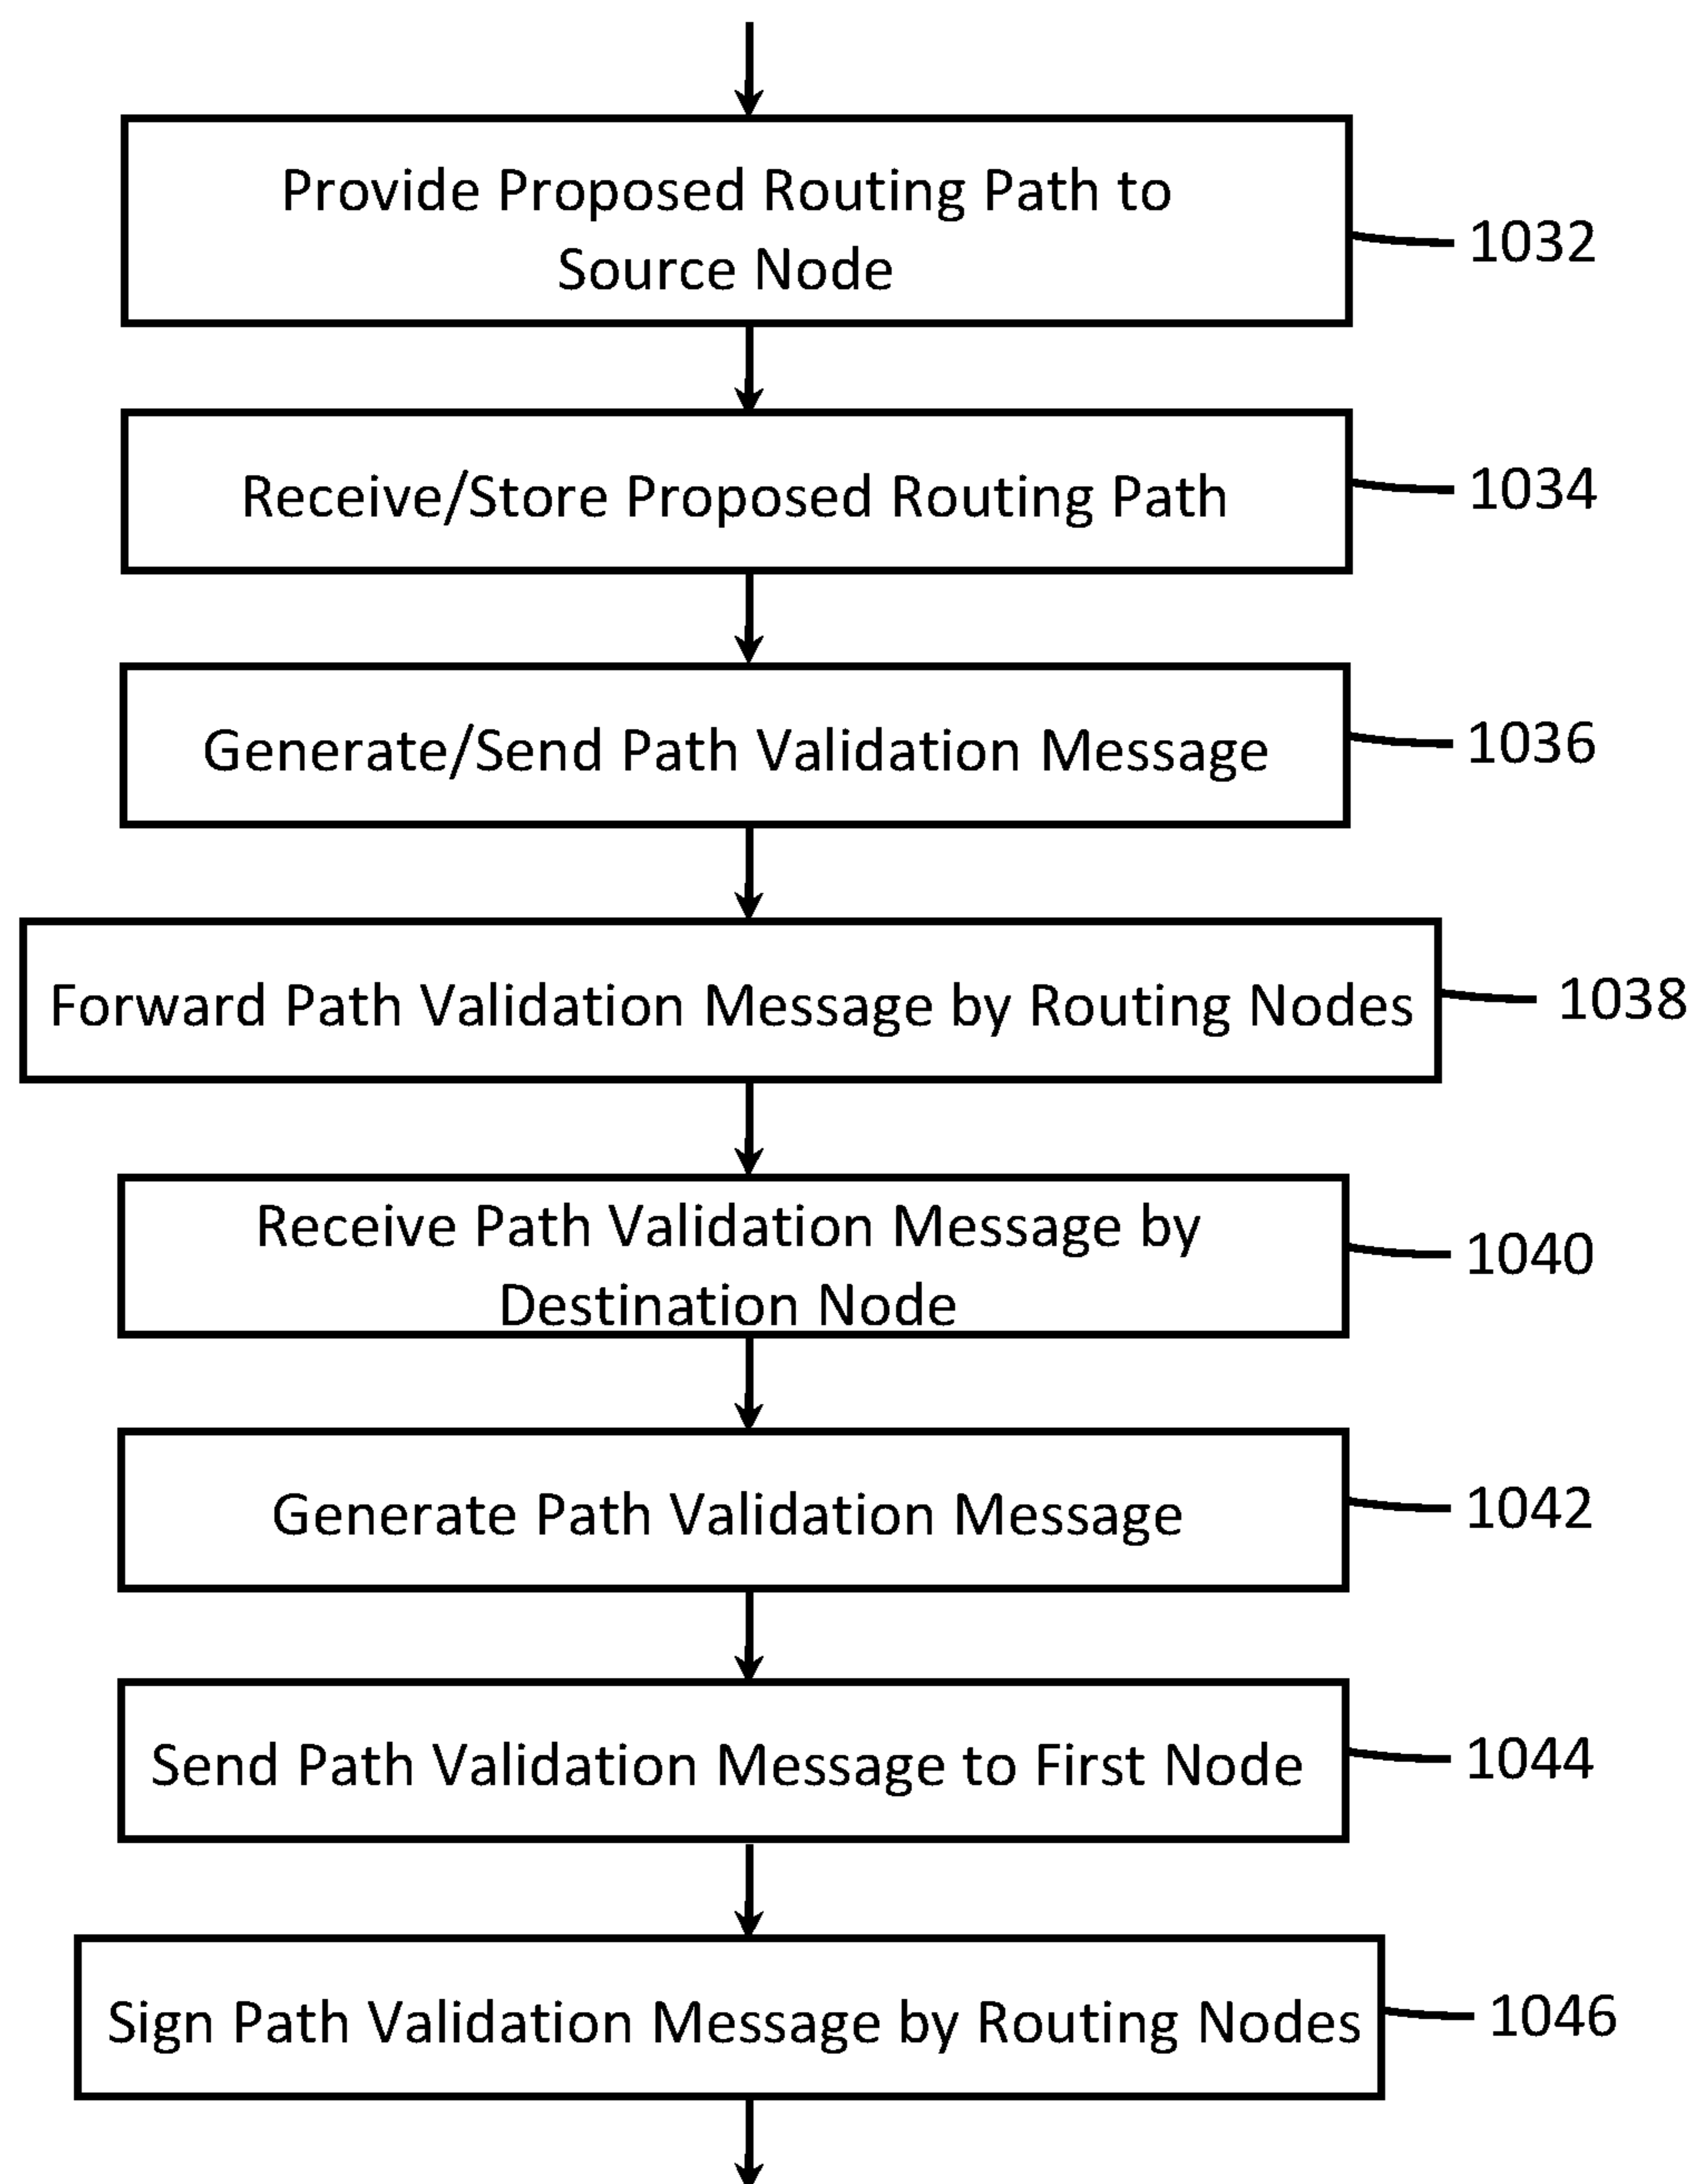 Provide Proposed Routing Path to
Source Node
1032
Receive/Store Proposed Routing Path
1034
Generate/Send Path Validation Message
1036
Forward Path Validation Message by Routing Nodes
1038
Receive Path Validation Message by
Destination Node
1040
Generate Path Validation Message
1042
Send Path Validation Message to First Node
1044
Sign Path Validation Message by Routing Nodes
1046